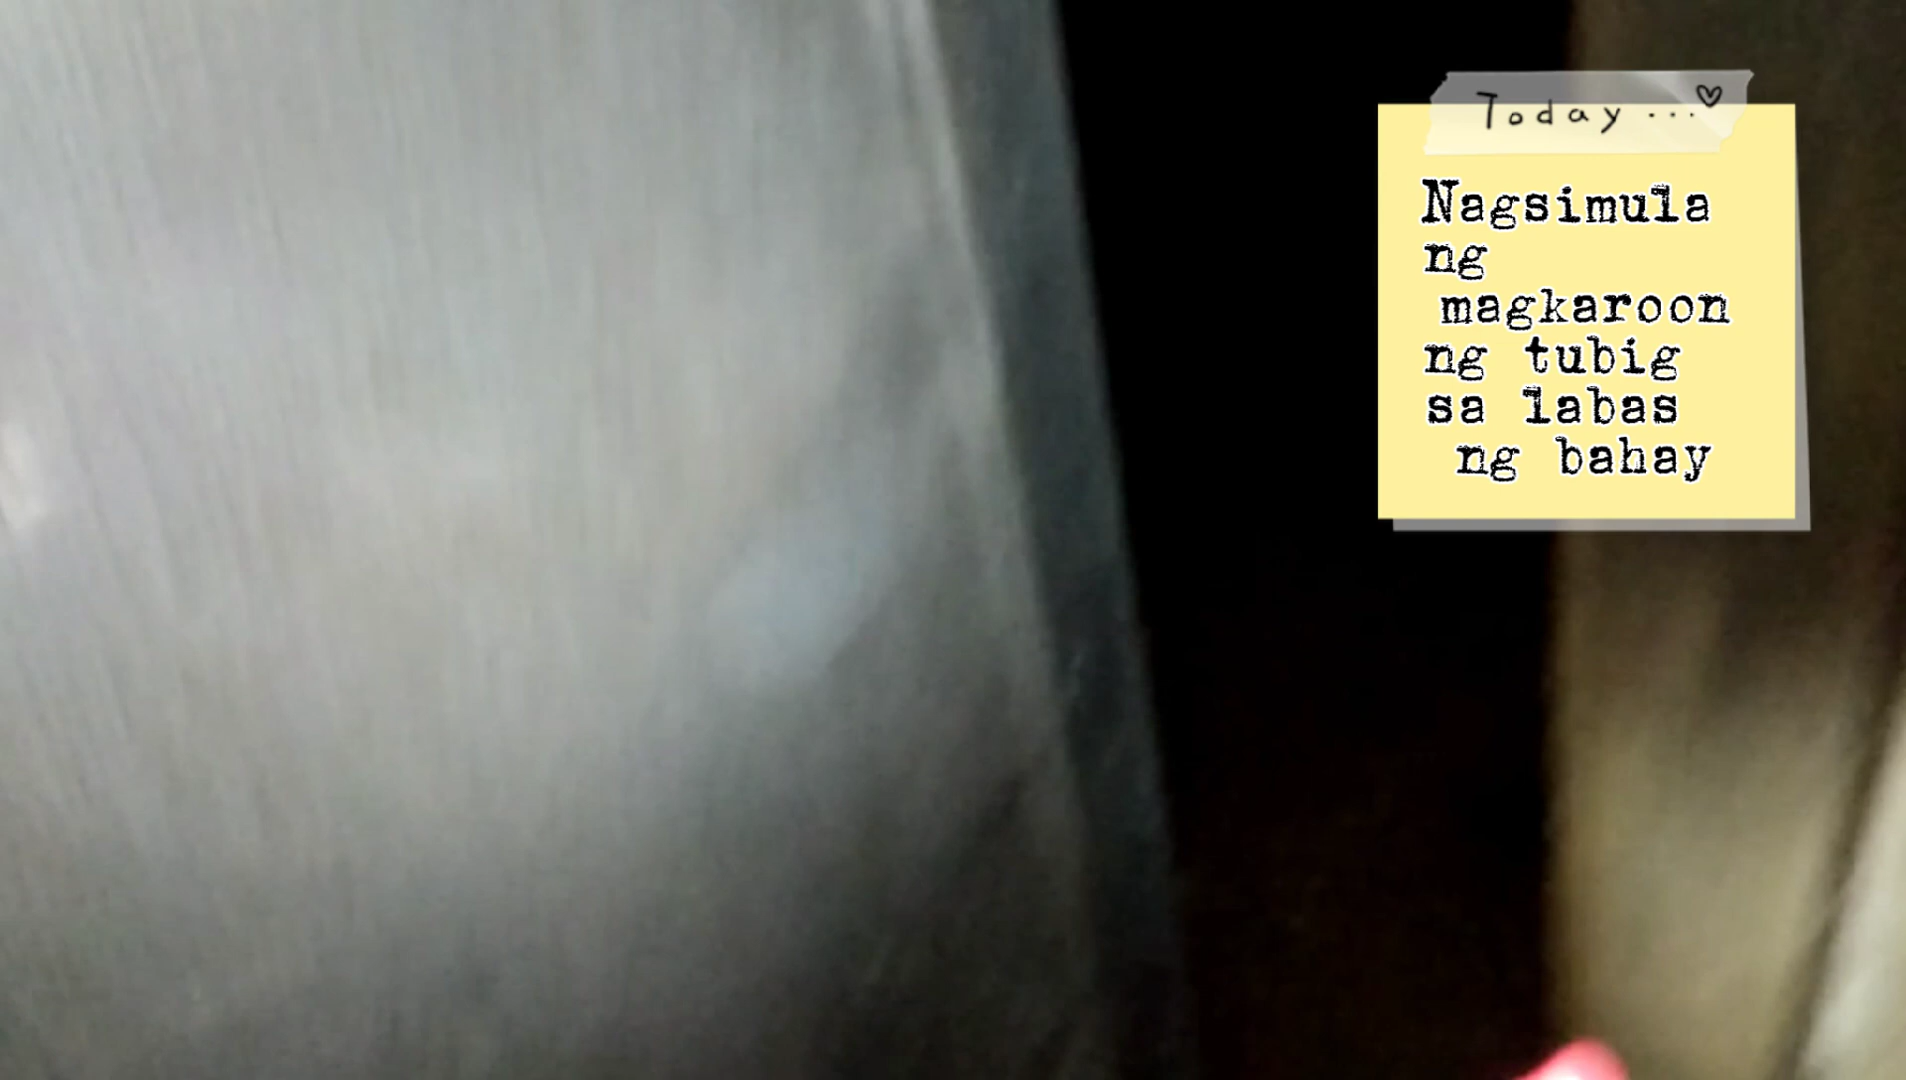 Today...♡
Nagsimula
ng
magkaroon
ng tubig
sa labas
ng bahay